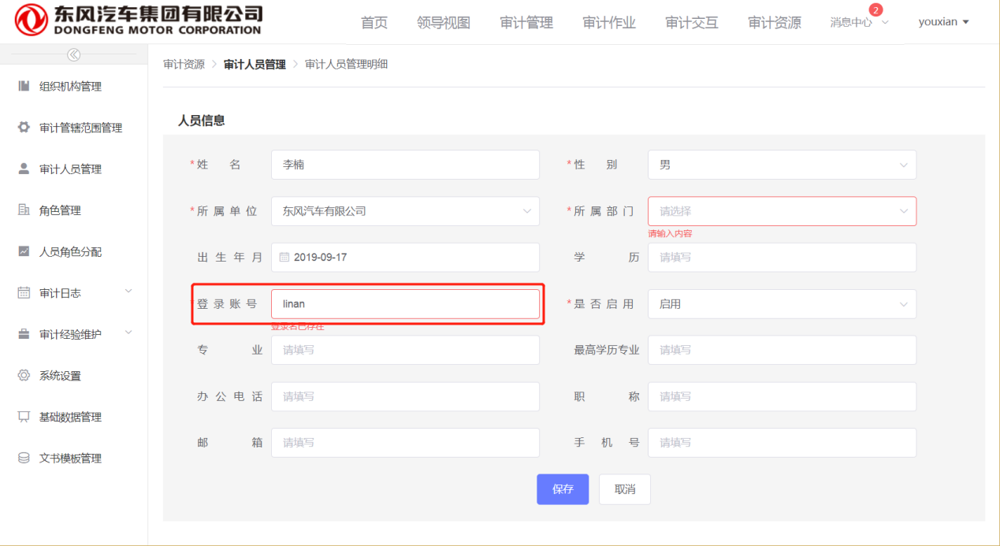 东风汽车集团有限公司
DONGFENG MOTOR CORPORATION
首页 领导视图 审计管理 审计作业 审计交互 审计资源 消息中心 2 youxian
审计资源 > 审计人员管理 > 审计人员管理明细
组织机构管理
审计管辖范围管理
审计人员管理
角色管理
人员角色分配
审计日志
审计经验维护
系统设置
基础数据管理
文书模板管理
人员信息
*姓名 李楠 *性别 男
*所属单位 东风汽车有限公司 *所属部门 请选择
请输入内容
出生年月 2019-09-17 学历 请填写
*登录账号 linan *是否启用 启用
登录名已存在
专业 请填写 最高学历专业 请填写
办公电话 请填写 职称 请填写
邮箱 请填写 手机号 请填写
保存 取消